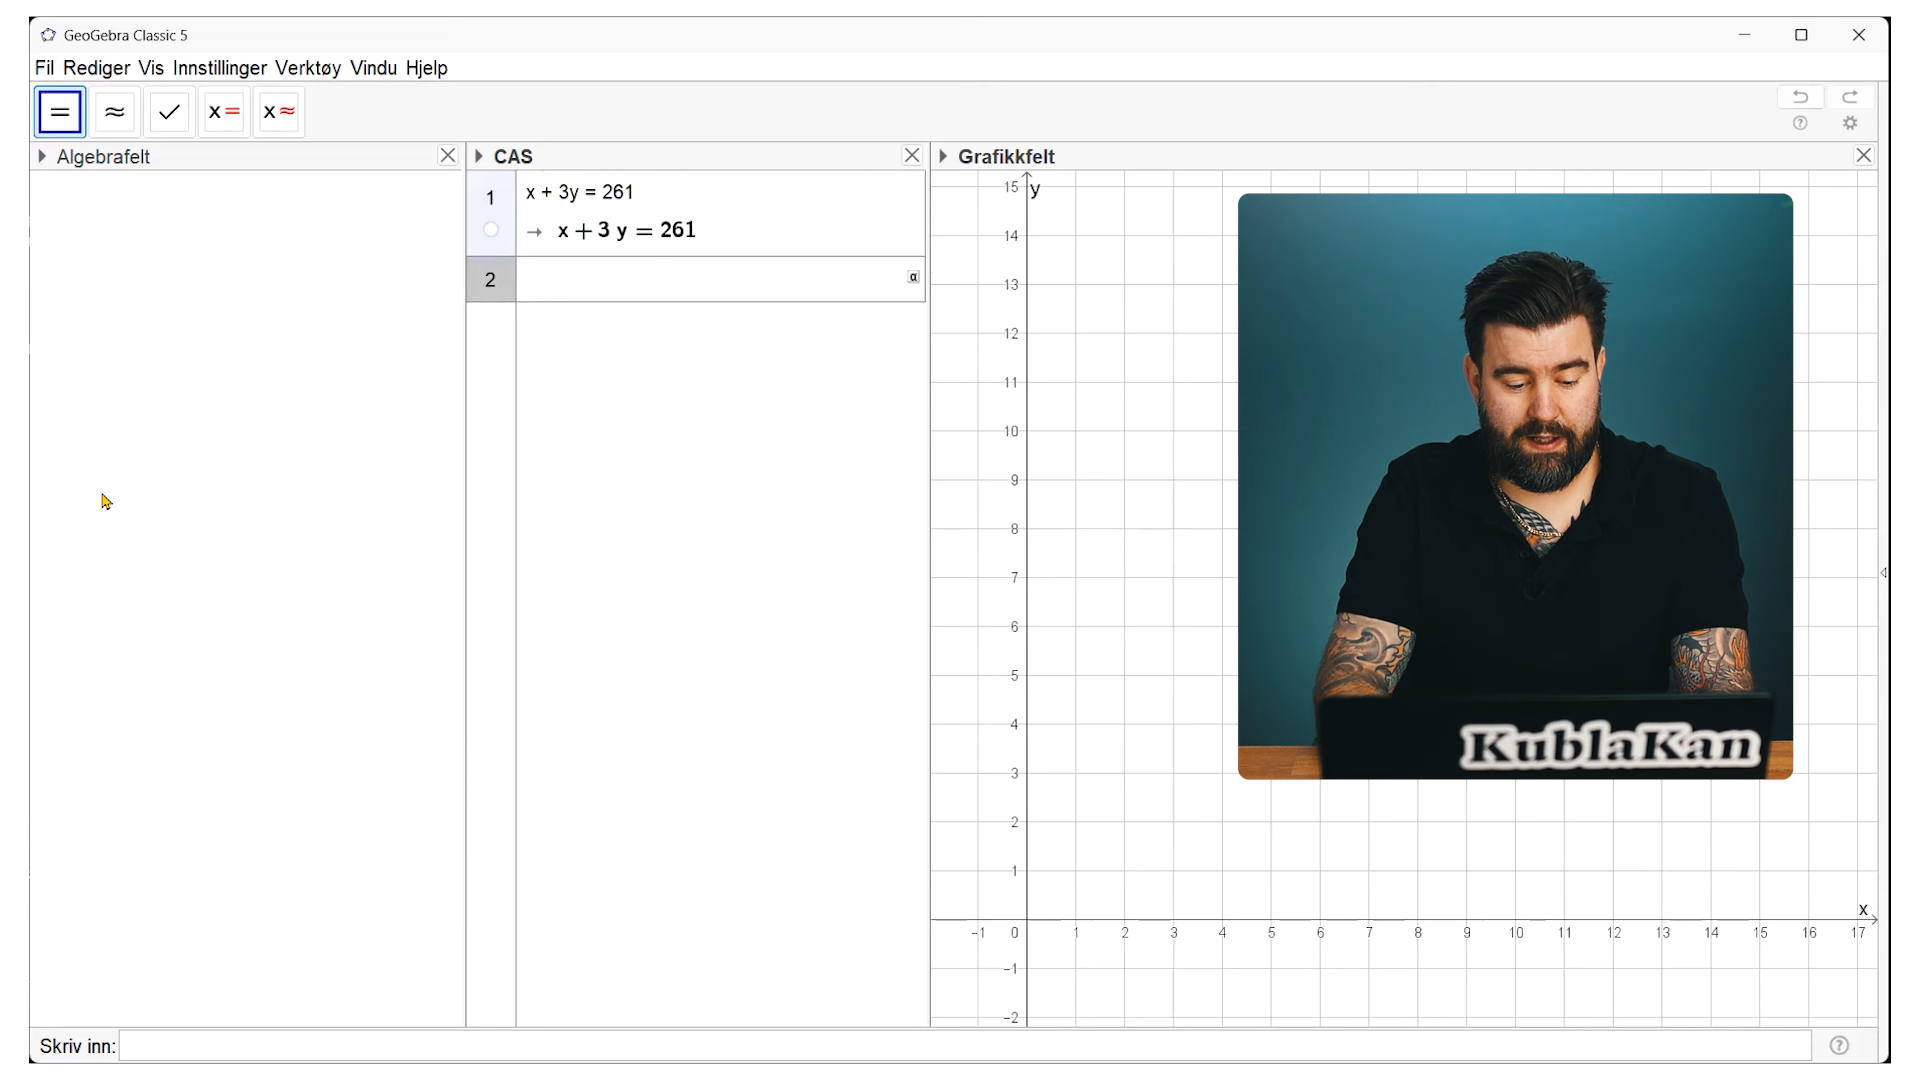 GeoGebra Classic 5
Fil Rediger Vis Innstillinger Verktøy Vindu Hjelp
= ≈ ✓ x= x≈
Algebrafelt
CAS
Grafikkfelt
1 x + 3y = 261
→ x + 3 y = 261
2
α
y
15
14
13
12
11
10
9
8
7
6
5
4
3
2
1
KublaKan
x
-1 0 1 2 3 4 5 6 7 8 9 10 11 12 13 14 15 16 17
-1
-2
Skriv inn: